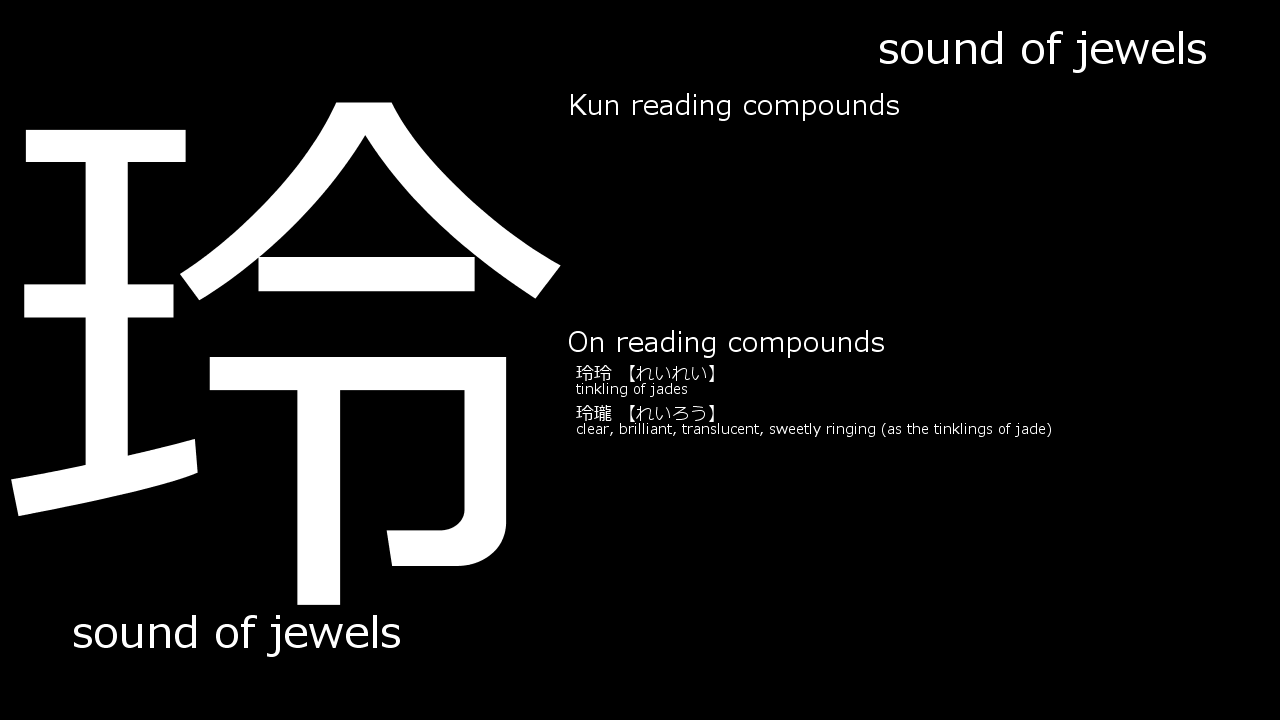 sound of jewels
玲
Kun reading compounds
On reading compounds
玲玲 【れいれい】
tinkling of jades
玲瓏 【れいろう】
clear, brilliant, translucent, sweetly ringing (as the tinklings of jade)
sound of jewels